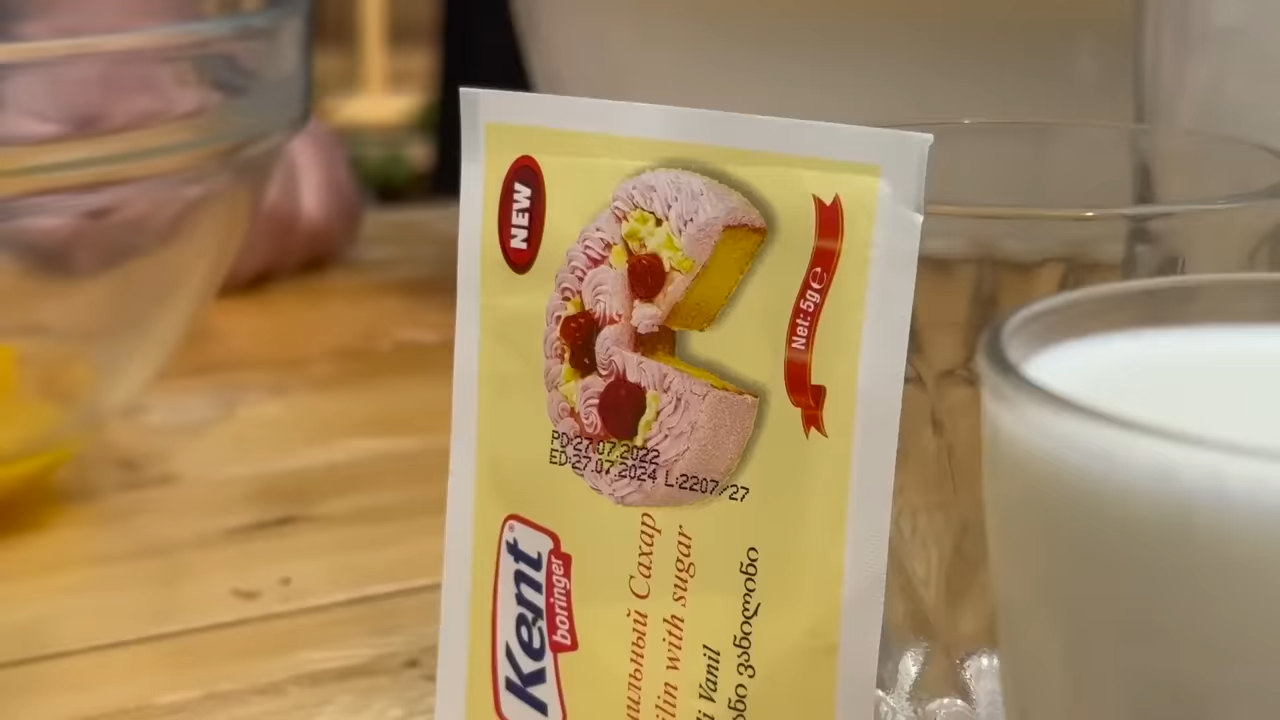 NEW
Net: 5g ℮
PD:27.07.2022
ED:27.07.2024 L:2207/27
Kent®
boringer
Сахар
with sugar
Vanil
ვანილინი